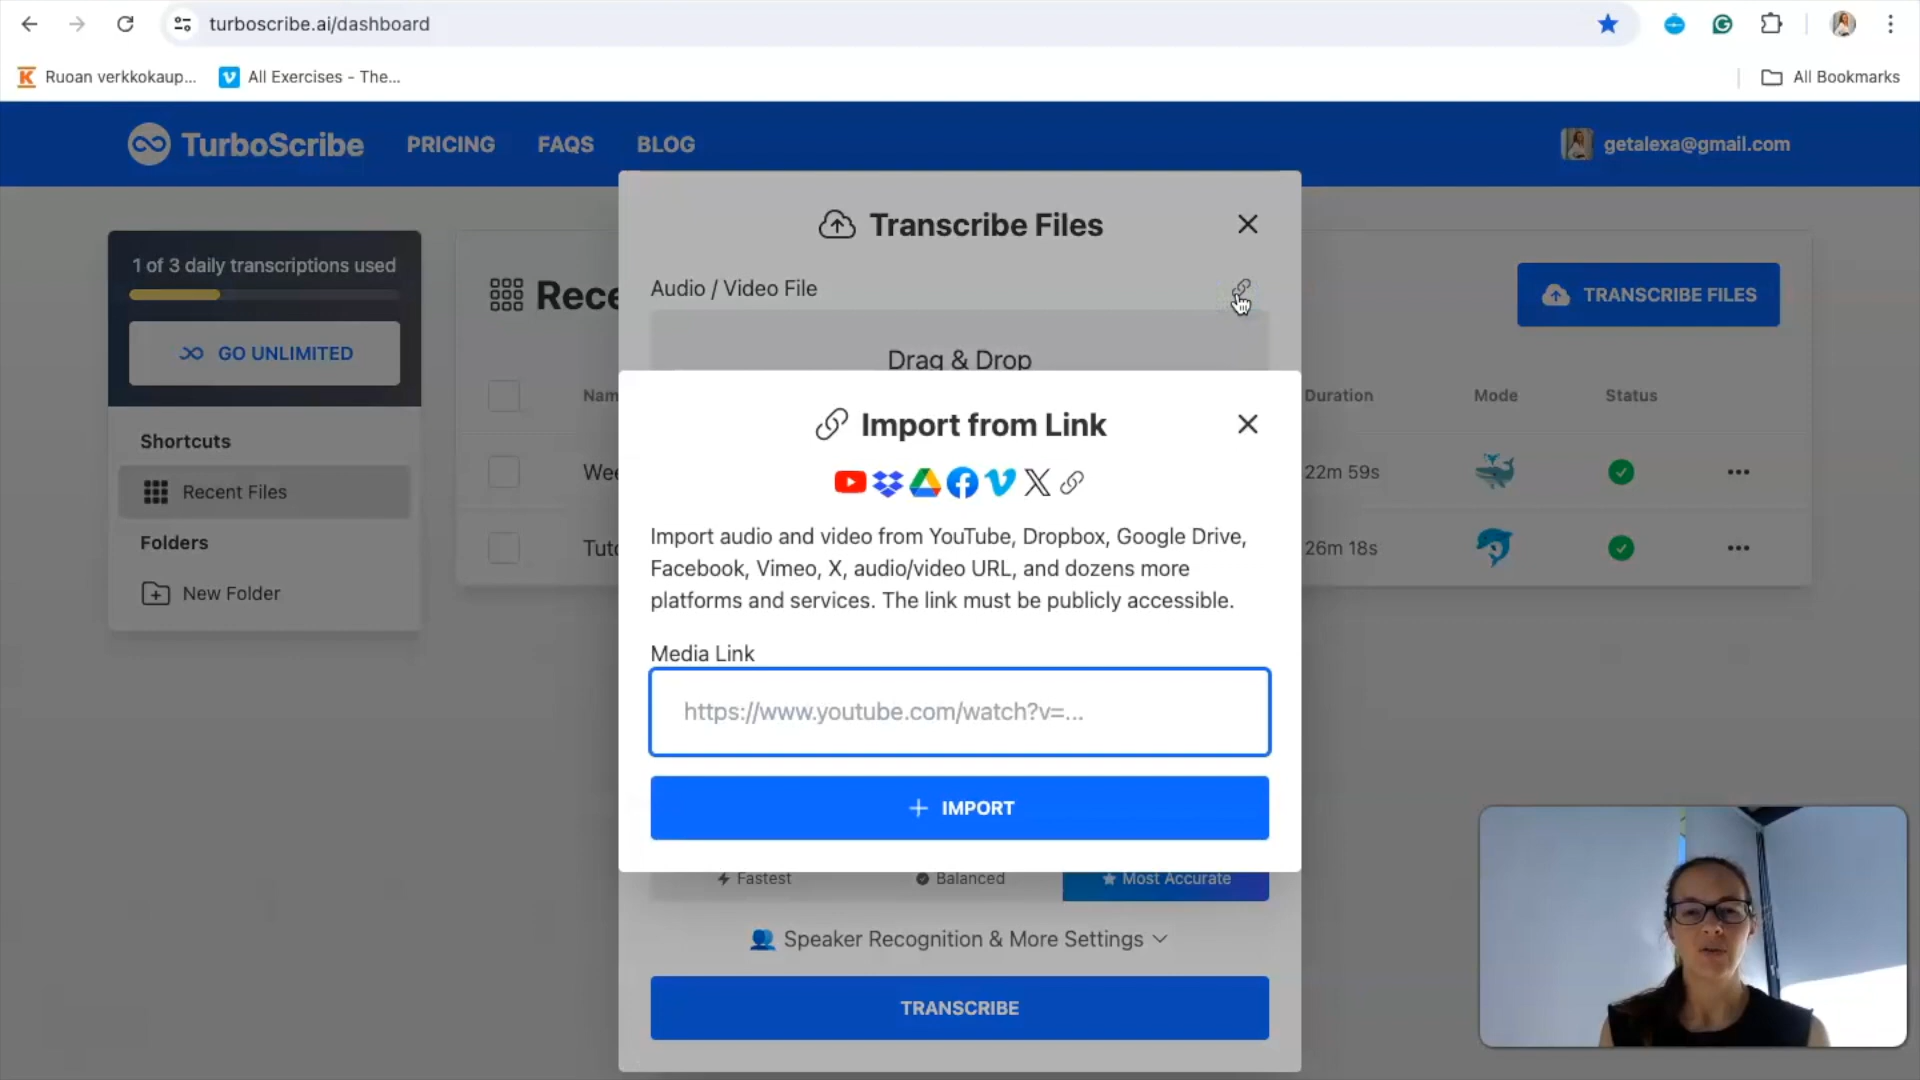 turboscribe.ai/dashboard
Ruoan verkkokaup...
All Exercises - The...
All Bookmarks
TurboScribe
PRICING
FAQS
BLOG
getalexa@gmail.com
1 of 3 daily transcriptions used
GO UNLIMITED
Shortcuts
Recent Files
Folders
New Folder
Rece
TRANSCRIBE FILES
Nam
Duration
Mode
Status
Wee
22m 59s
Tuto
26m 18s
Transcribe Files
Audio / Video File
Drag & Drop
Import from Link
Import audio and video from YouTube, Dropbox, Google Drive,
Facebook, Vimeo, X, audio/video URL, and dozens more
platforms and services. The link must be publicly accessible.
Media Link
https://www.youtube.com/watch?v=...
IMPORT
Fastest
Balanced
Most Accurate
Speaker Recognition & More Settings
TRANSCRIBE